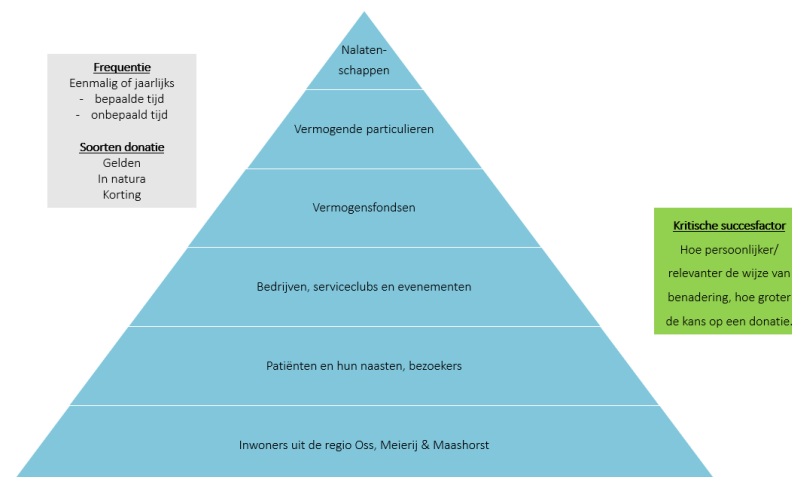 Nalaten-
schappen
Frequentie
Eenmalig of jaarlijks
- bepaalde tijd
- onbepaald tijd
Soorten donatie
Gelden
In natura
Korting
Vermogende particulieren
Vermogensfondsen
Kritische succesfactor
Hoe persoonlijker/
relevanter de wijze van
benadering, hoe groter
de kans op een donatie.
Bedrijven, serviceclubs en evenementen
Patiënten en hun naasten, bezoekers
Inwoners uit de regio Oss, Meierij & Maashorst